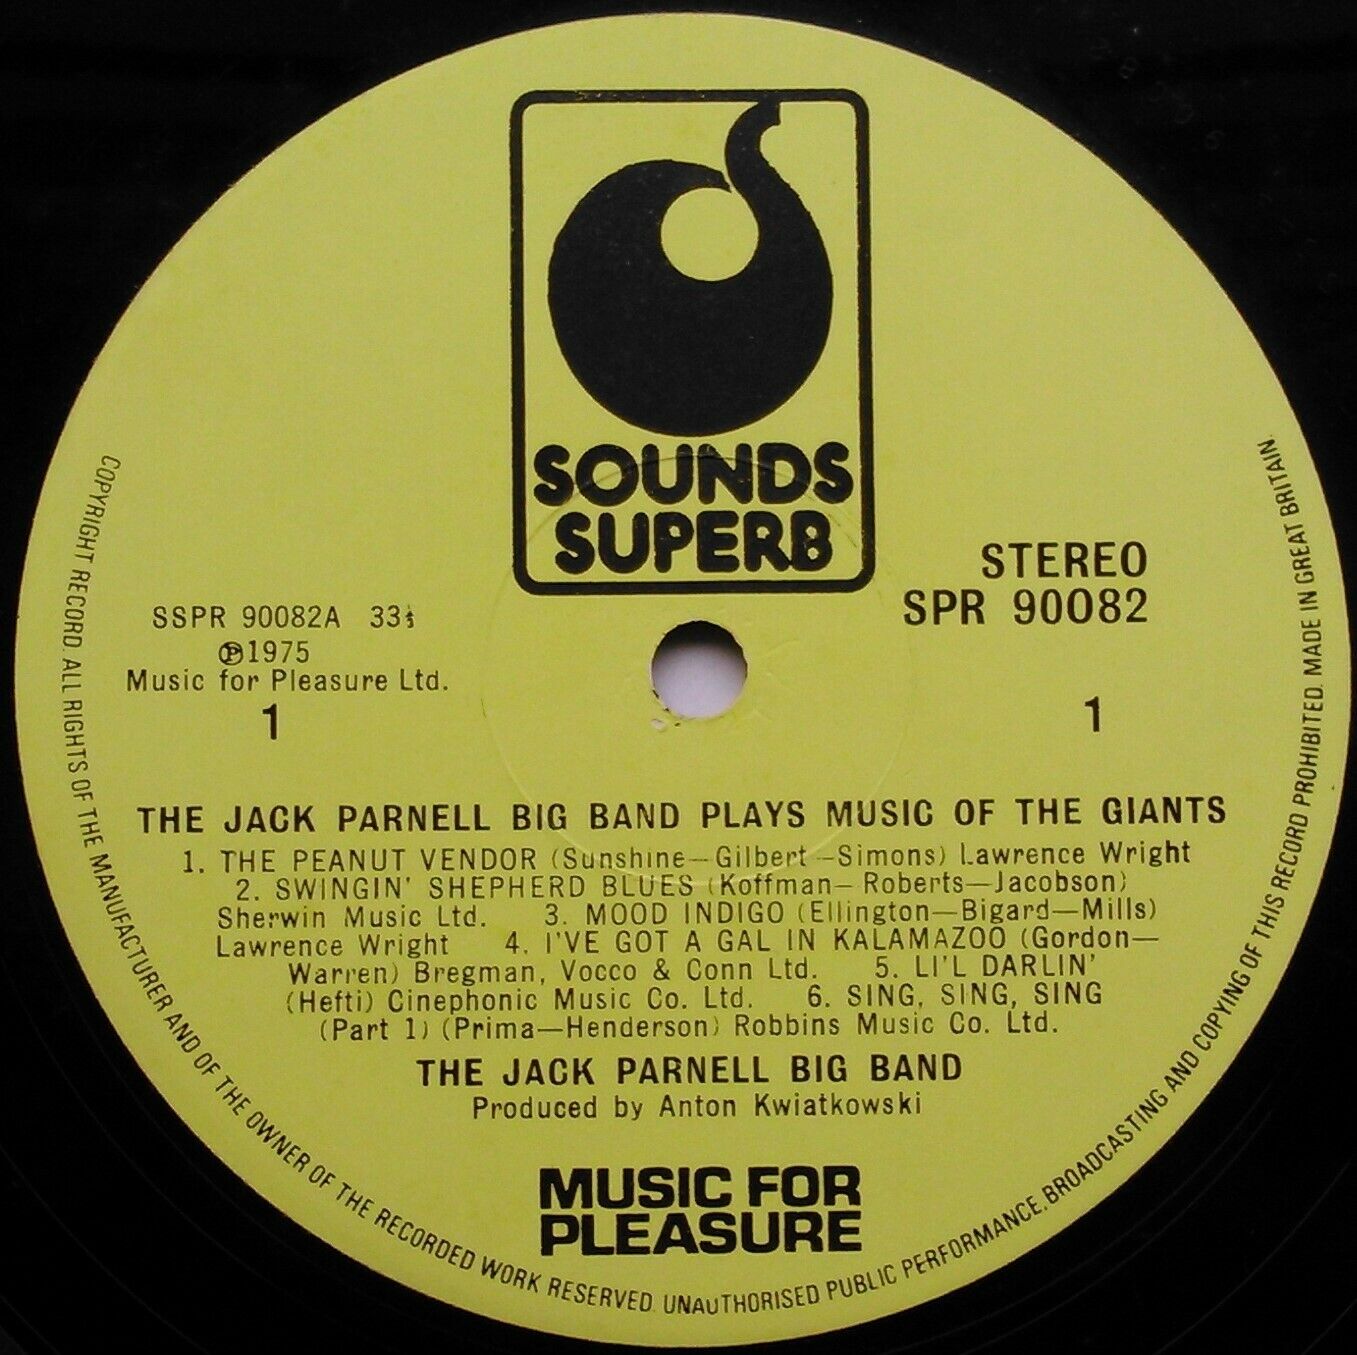 SOUNDS
SUPERB
STEREO
SPR 90082
SSPR 90082A 33⅓
Ⓟ1975
Music for Pleasure Ltd.
1
1
THE JACK PARNELL BIG BAND PLAYS MUSIC OF THE GIANTS
1. THE PEANUT VENDOR (Sunshine—Gilbert—Simons) Lawrence Wright
2. SWINGIN' SHEPHERD BLUES (Koffman—Roberts—Jacobson)
Sherwin Music Ltd. 3. MOOD INDIGO (Ellington—Bigard—Mills)
Lawrence Wright 4. I'VE GOT A GAL IN KALAMAZOO (Gordon—
Warren) Bregman, Vocco & Conn Ltd. 5. LI'L DARLIN'
(Hefti) Cinephonic Music Co. Ltd. 6. SING, SING, SING
(Part 1) (Prima—Henderson) Robbins Music Co. Ltd.
THE JACK PARNELL BIG BAND
Produced by Anton Kwiatkowski
MUSIC FOR
PLEASURE
COPYRIGHT RECORD. ALL RIGHTS OF THE MANUFACTURER AND OF THE OWNER OF THE RECORDED WORK RESERVED. UNAUTHORISED PUBLIC PERFORMANCE, BROADCASTING AND COPYING OF THIS RECORD PROHIBITED. MADE IN GREAT BRITAIN.